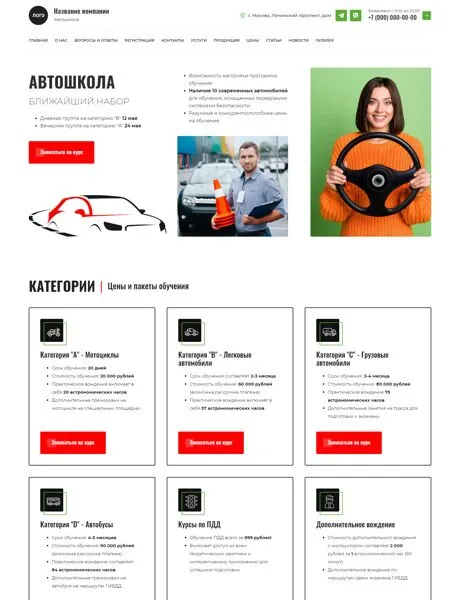 лого
Название компании
Автошкола
г. Москва, Ленинский проспект, дом
Ежедневно с 9:00 до 20:00
+7 (000) 000-00-00
ГЛАВНАЯ О НАС ВОПРОСЫ И ОТВЕТЫ РЕГИСТРАЦИЯ КОНТАКТЫ УСЛУГИ ПРОДУКЦИЯ ЦЕНЫ СТАТЬИ НОВОСТИ ГАЛЕРЕЯ
АВТОШКОЛА
БЛИЖАЙШИЙ НАБОР
Дневная группа на категорию "B" 12 мая
Вечерняя группа на категорию "A" 24 мая
Записаться на курс
Возможность настройки программы
обучения
Наличие 10 современных автомобилей
для обучения, оснащенных передовыми
системами безопасности
Разумные и конкурентоспособные цены
на обучение
КАТЕГОРИИ | Цены и пакеты обучения
Категория "A" - Мотоциклы
Срок обучения: 20 дней
Стоимость обучения: 20 000 рублей
Практическое вождение включает в
себя 20 астрономических часов
Дополнительные тренировки на
мотоцикле на специальных площадках
Записаться на курс
Категория "B" - Легковые
автомобили
Срок обучения составляет 2-3 месяца
Стоимость обучения: 60 000 рублей
(возможна рассрочка платежа)
Практическое вождение включает в
себя 57 астрономических часов
Записаться на курс
Категория "C" - Грузовые
автомобили
Срок обучения: 3-4 месяца
Стоимость обучения: 80 000 рублей
Практическое вождение 75
астрономических часов
Дополнительные занятия на трассе для
подготовки к экзамену
Записаться на курс
Категория "D" - Автобусы
Срок обучения: 4-5 месяцев
Стоимость обучения: 90 000 рублей
(возможна рассрочка платежа)
Практическое вождение составляет
84 астрономических часов
Дополнительные тренировки на
автобусе на маршрутах ГИБДД
Курсы по ПДД
Обучение ПДД всего за 999 рублей!
Включает доступ ко всем
теоретическим занятиям и
интерактивному приложению для
успешной подготовки
Дополнительное вождение
Стоимость дополнительного вождения
с инструктором составляет 2 000
рублей за 1 астрономический час (60
минут)
Дополнительное вождение по
маршрутам сдачи экзамена ГИБДД